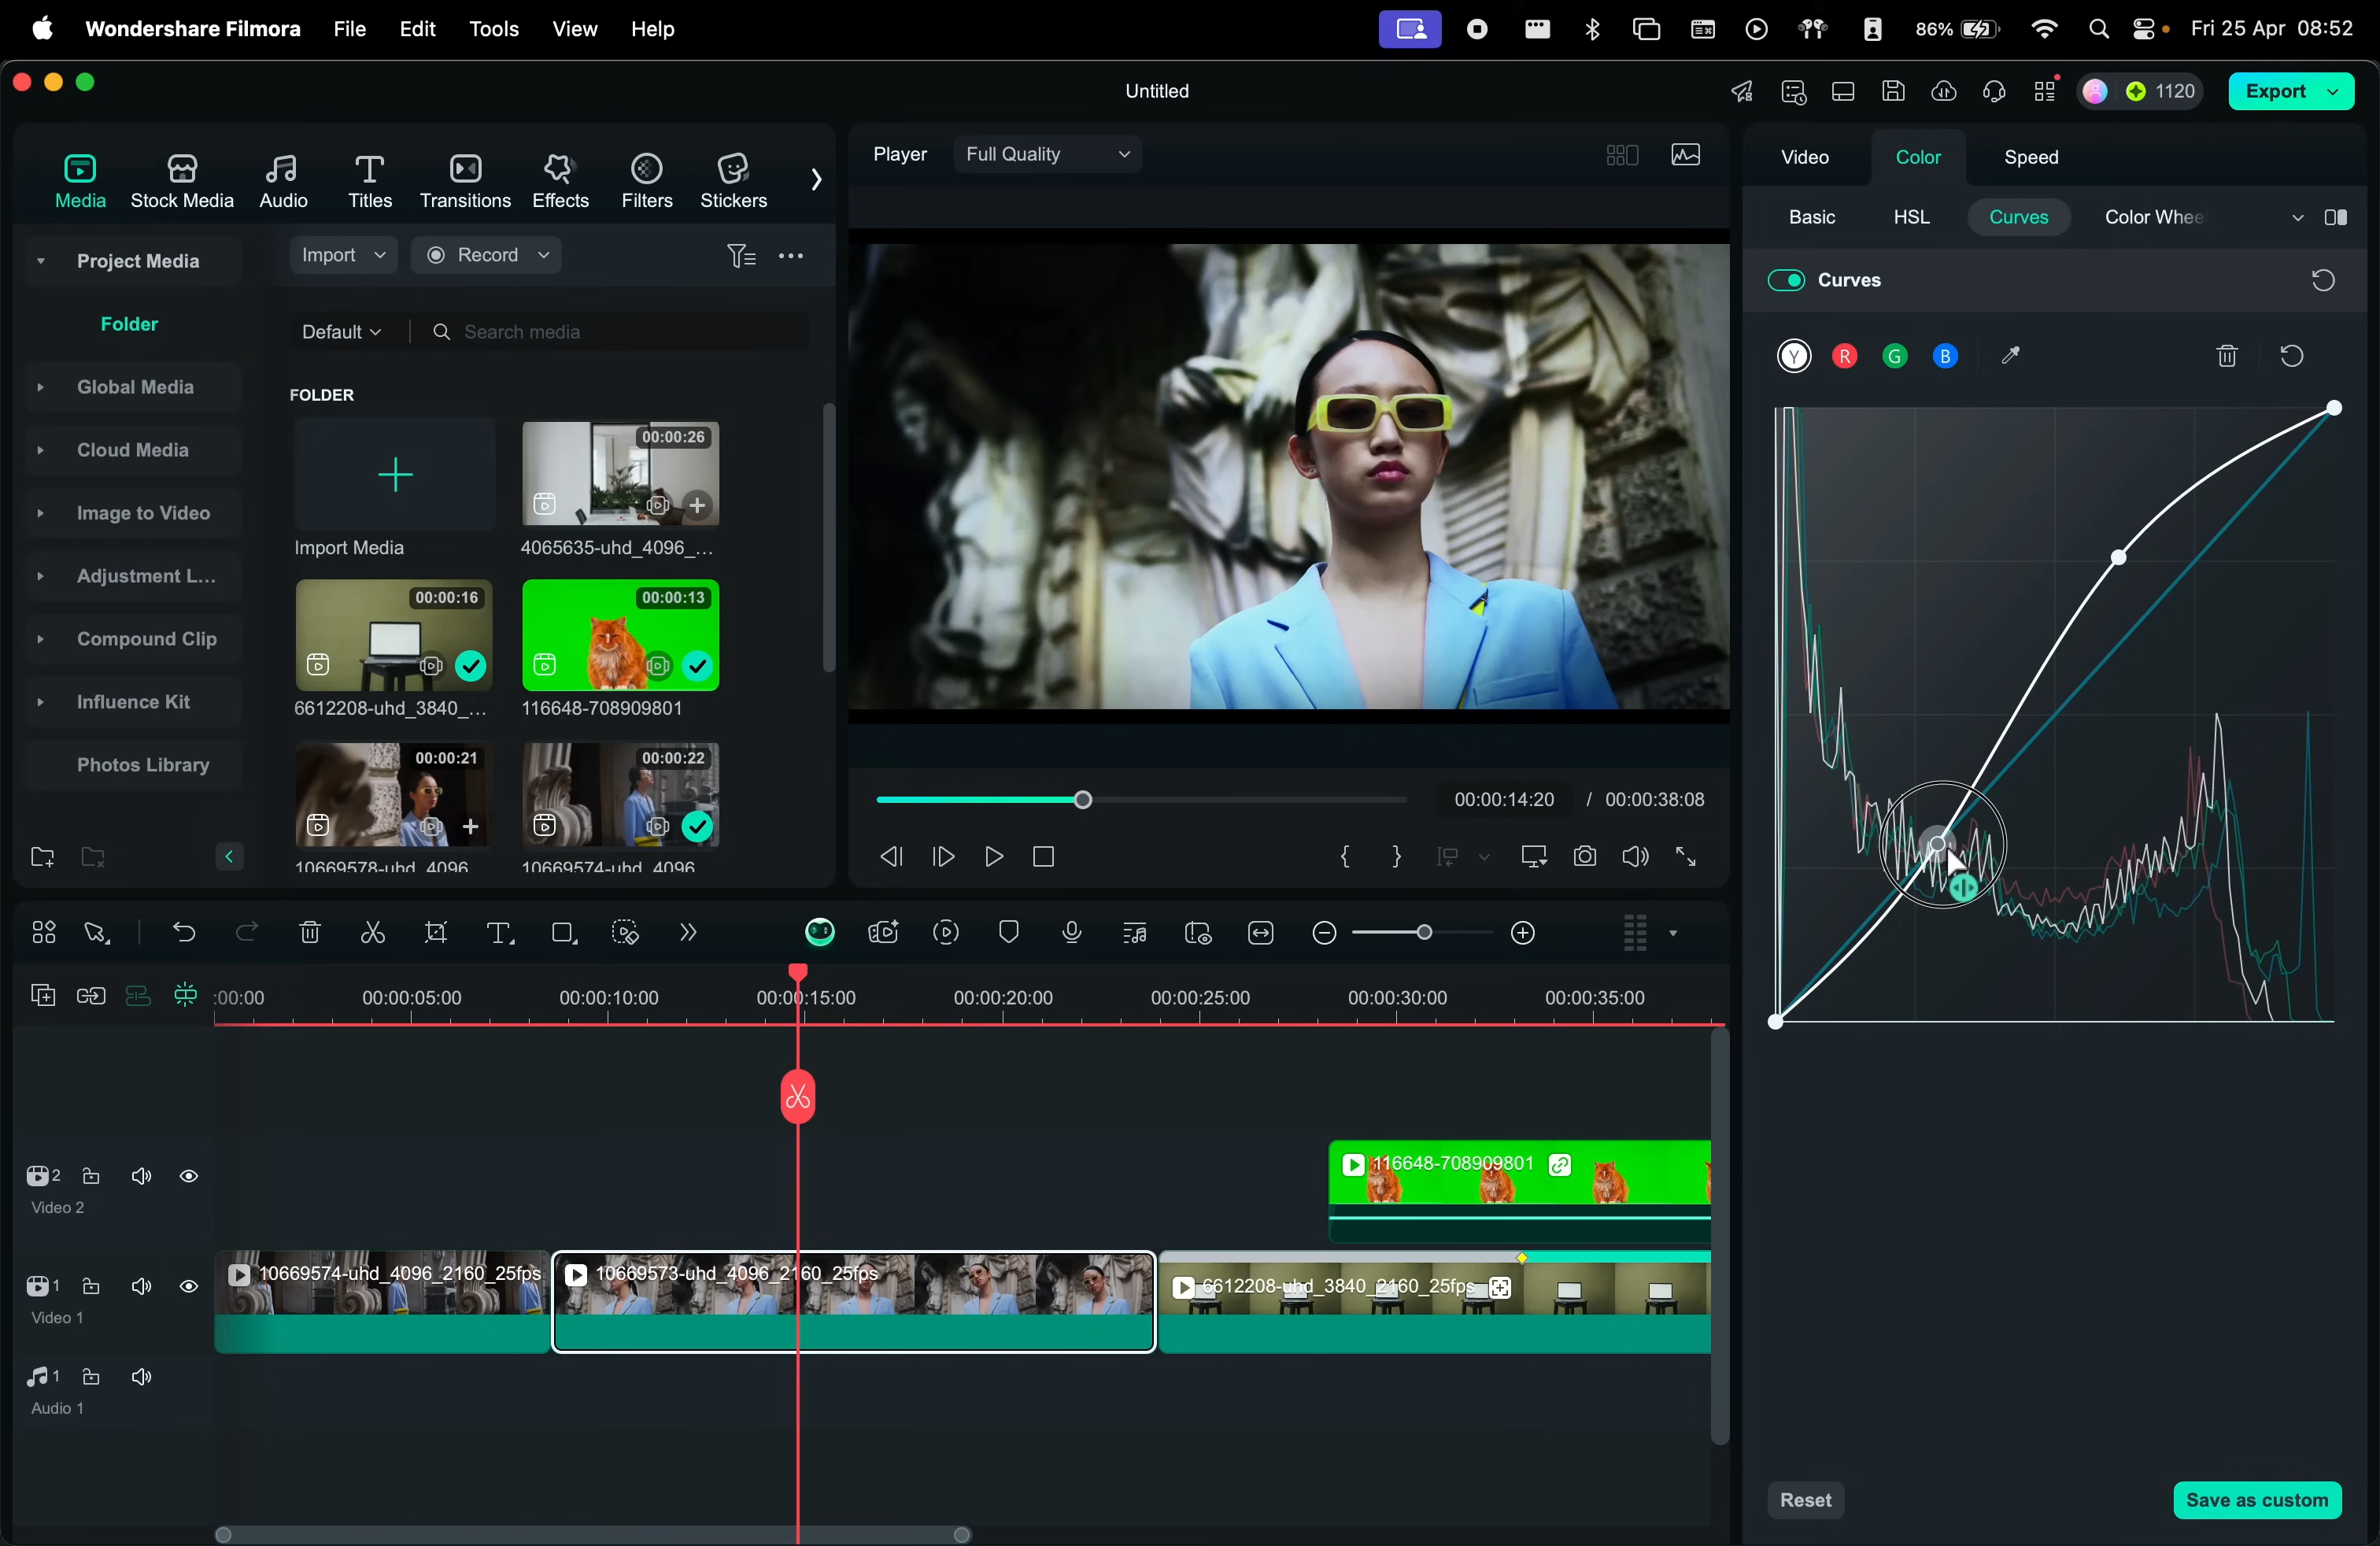 Wondershare Filmora File Edit Tools View Help 86% Fri 25 Apr 08:52
Untitled 1120 Export
Media Stock Media Audio Titles Transitions Effects Filters Stickers
Player Full Quality
Video Color Speed
Basic HSL Curves Color Whee
Project Media
Folder
Global Media
Cloud Media
Image to Video
Adjustment L...
Compound Clip
Influence Kit
Photos Library
Import Record
Default Search media
FOLDER
Import Media
00:00:26
4065635-uhd_4096_...
00:00:16
6612208-uhd_3840_...
00:00:13
116648-708909801
00:00:21
10669578-uhd_4096
00:00:22
10669574-uhd_4096
00:00:14:20 / 00:00:38:08
Curves
Y R G B
:00:00 00:00:05:00 00:00:10:00 00:00:15:00 00:00:20:00 00:00:25:00 00:00:30:00 00:00:35:00
2
Video 2
116648-708909801
1
Video 1
10669574-uhd_4096_2160_25fps
10669573-uhd_4096_2160_25fps
6612208-uhd_3840_2160_25fps
1
Audio 1
Reset Save as custom